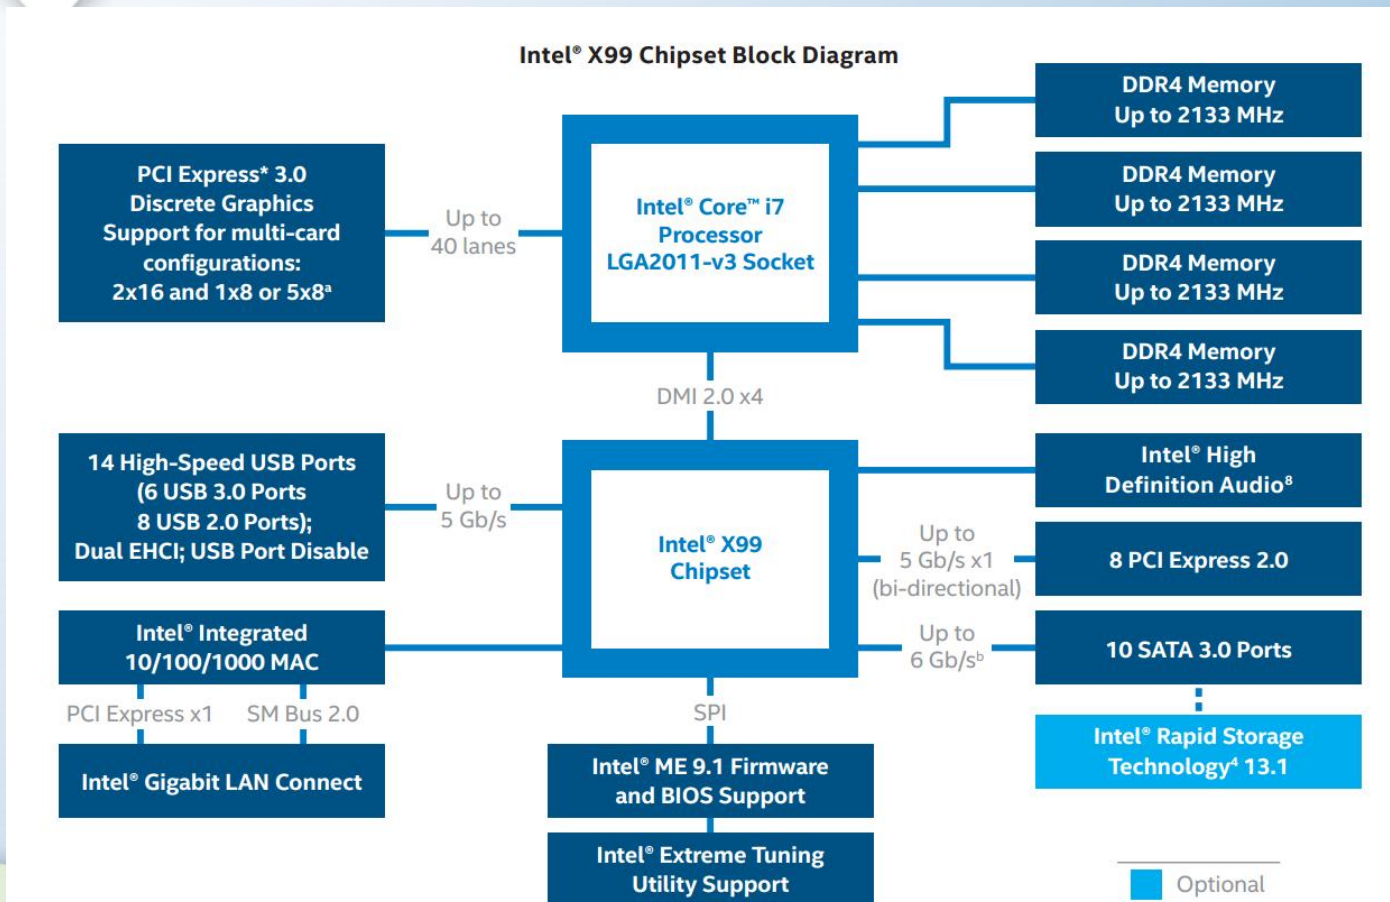 Intel® X99 Chipset Block Diagram
PCI Express* 3.0
Discrete Graphics
Support for multi-card
configurations:
2x16 and 1x8 or 5x8ᵃ
Up to
40 lanes
Intel® Core™ i7
Processor
LGA2011-v3 Socket
DDR4 Memory
Up to 2133 MHz
DDR4 Memory
Up to 2133 MHz
DDR4 Memory
Up to 2133 MHz
DDR4 Memory
Up to 2133 MHz
DMI 2.0 x4
14 High-Speed USB Ports
(6 USB 3.0 Ports
8 USB 2.0 Ports);
Dual EHCI; USB Port Disable
Up to
5 Gb/s
Intel® X99
Chipset
Intel® High
Definition Audio⁸
Up to
5 Gb/s x1
(bi-directional)
8 PCI Express 2.0
Intel® Integrated
10/100/1000 MAC
Up to
6 Gb/sᵇ
10 SATA 3.0 Ports
PCI Express x1
SM Bus 2.0
SPI
Intel® Rapid Storage
Technology⁴ 13.1
Intel® Gigabit LAN Connect
Intel® ME 9.1 Firmware
and BIOS Support
Intel® Extreme Tuning
Utility Support
Optional